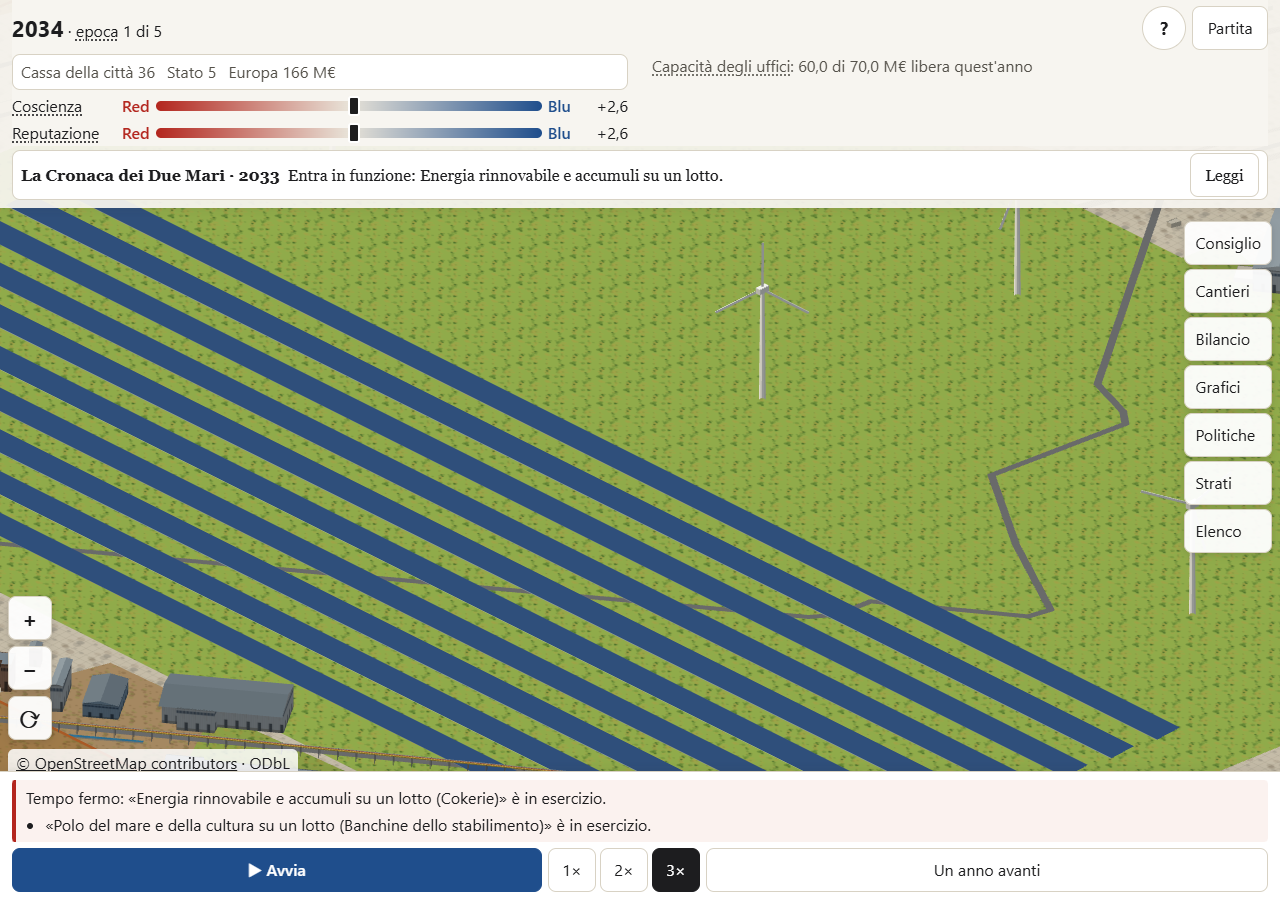 2034 · epoca 1 di 5
?
Partita
Cassa della città 36 Stato 5 Europa 166 M€
Capacità degli uffici: 60,0 di 70,0 M€ libera quest'anno
Coscienza Red Blu +2,6
Reputazione Red Blu +2,6
La Cronaca dei Due Mari · 2033 Entra in funzione: Energia rinnovabile e accumuli su un lotto.
Leggi
Consiglio
Cantieri
Bilancio
Grafici
Politiche
Strati
Elenco
+
−
© OpenStreetMap contributors · ODbL
Tempo fermo: «Energia rinnovabile e accumuli su un lotto (Cokerie)» è in esercizio.
• «Polo del mare e della cultura su un lotto (Banchine dello stabilimento)» è in esercizio.
▶ Avvia
1×
2×
3×
Un anno avanti